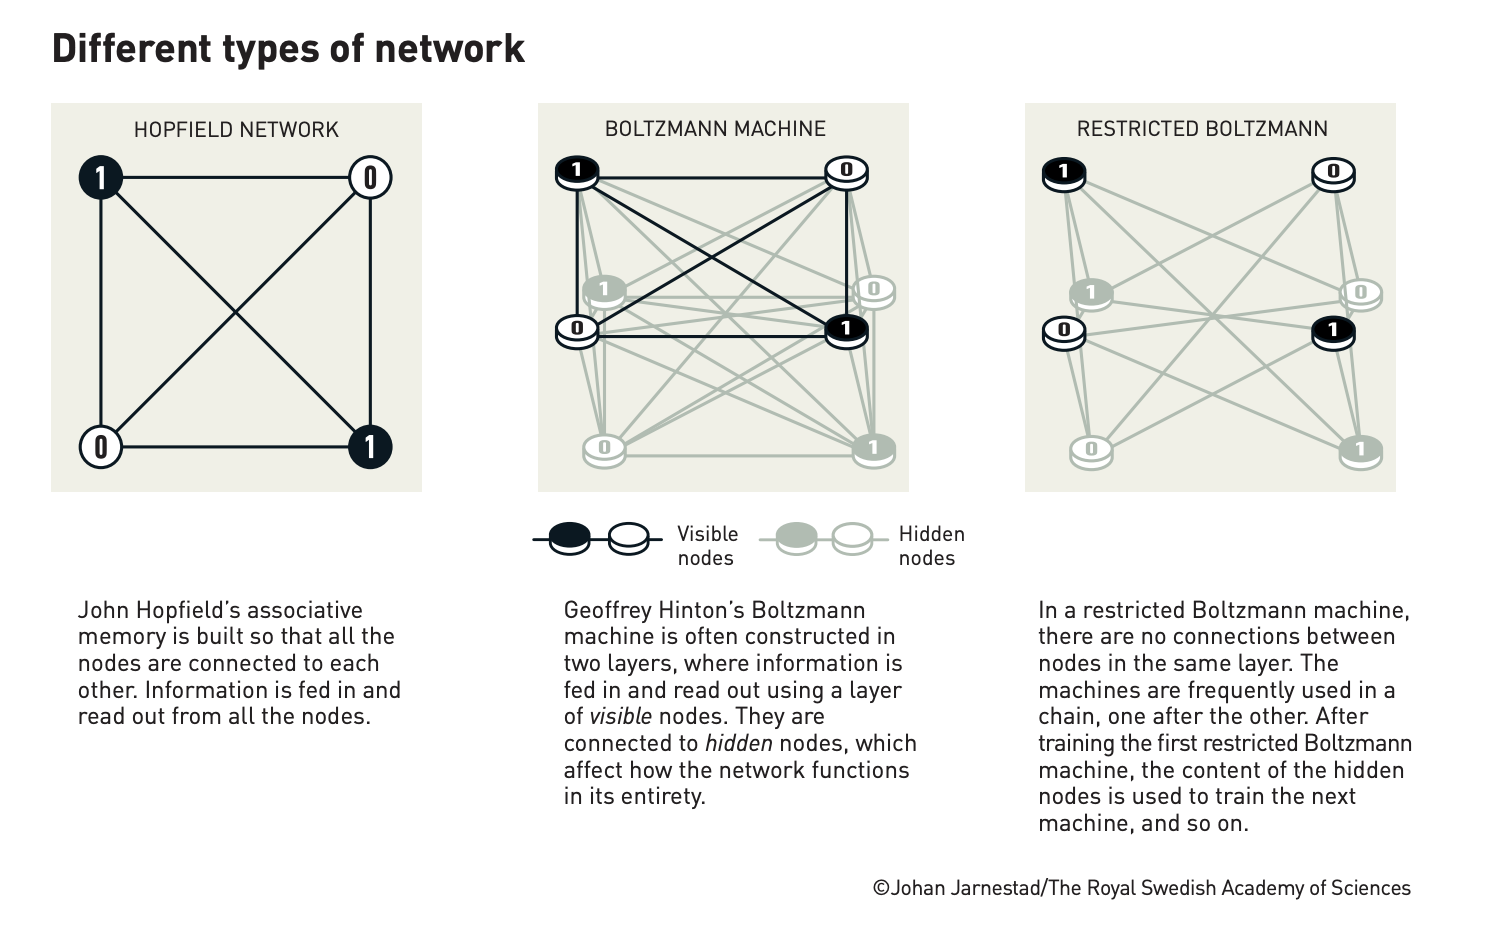 Different types of network
HOPFIELD NETWORK
1
0
0
1
BOLTZMANN MACHINE
1
0
1
0
0
1
0
1
RESTRICTED BOLTZMANN
1
0
1
0
0
1
0
1
Visible
nodes
Hidden
nodes
John Hopfield’s associative
memory is built so that all the
nodes are connected to each
other. Information is fed in and
read out from all the nodes.
Geoffrey Hinton’s Boltzmann
machine is often constructed in
two layers, where information is
fed in and read out using a layer
of visible nodes. They are
connected to hidden nodes, which
affect how the network functions
in its entirety.
In a restricted Boltzmann machine,
there are no connections between
nodes in the same layer. The
machines are frequently used in a
chain, one after the other. After
training the first restricted Boltzmann
machine, the content of the hidden
nodes is used to train the next
machine, and so on.
©Johan Jarnestad/The Royal Swedish Academy of Sciences